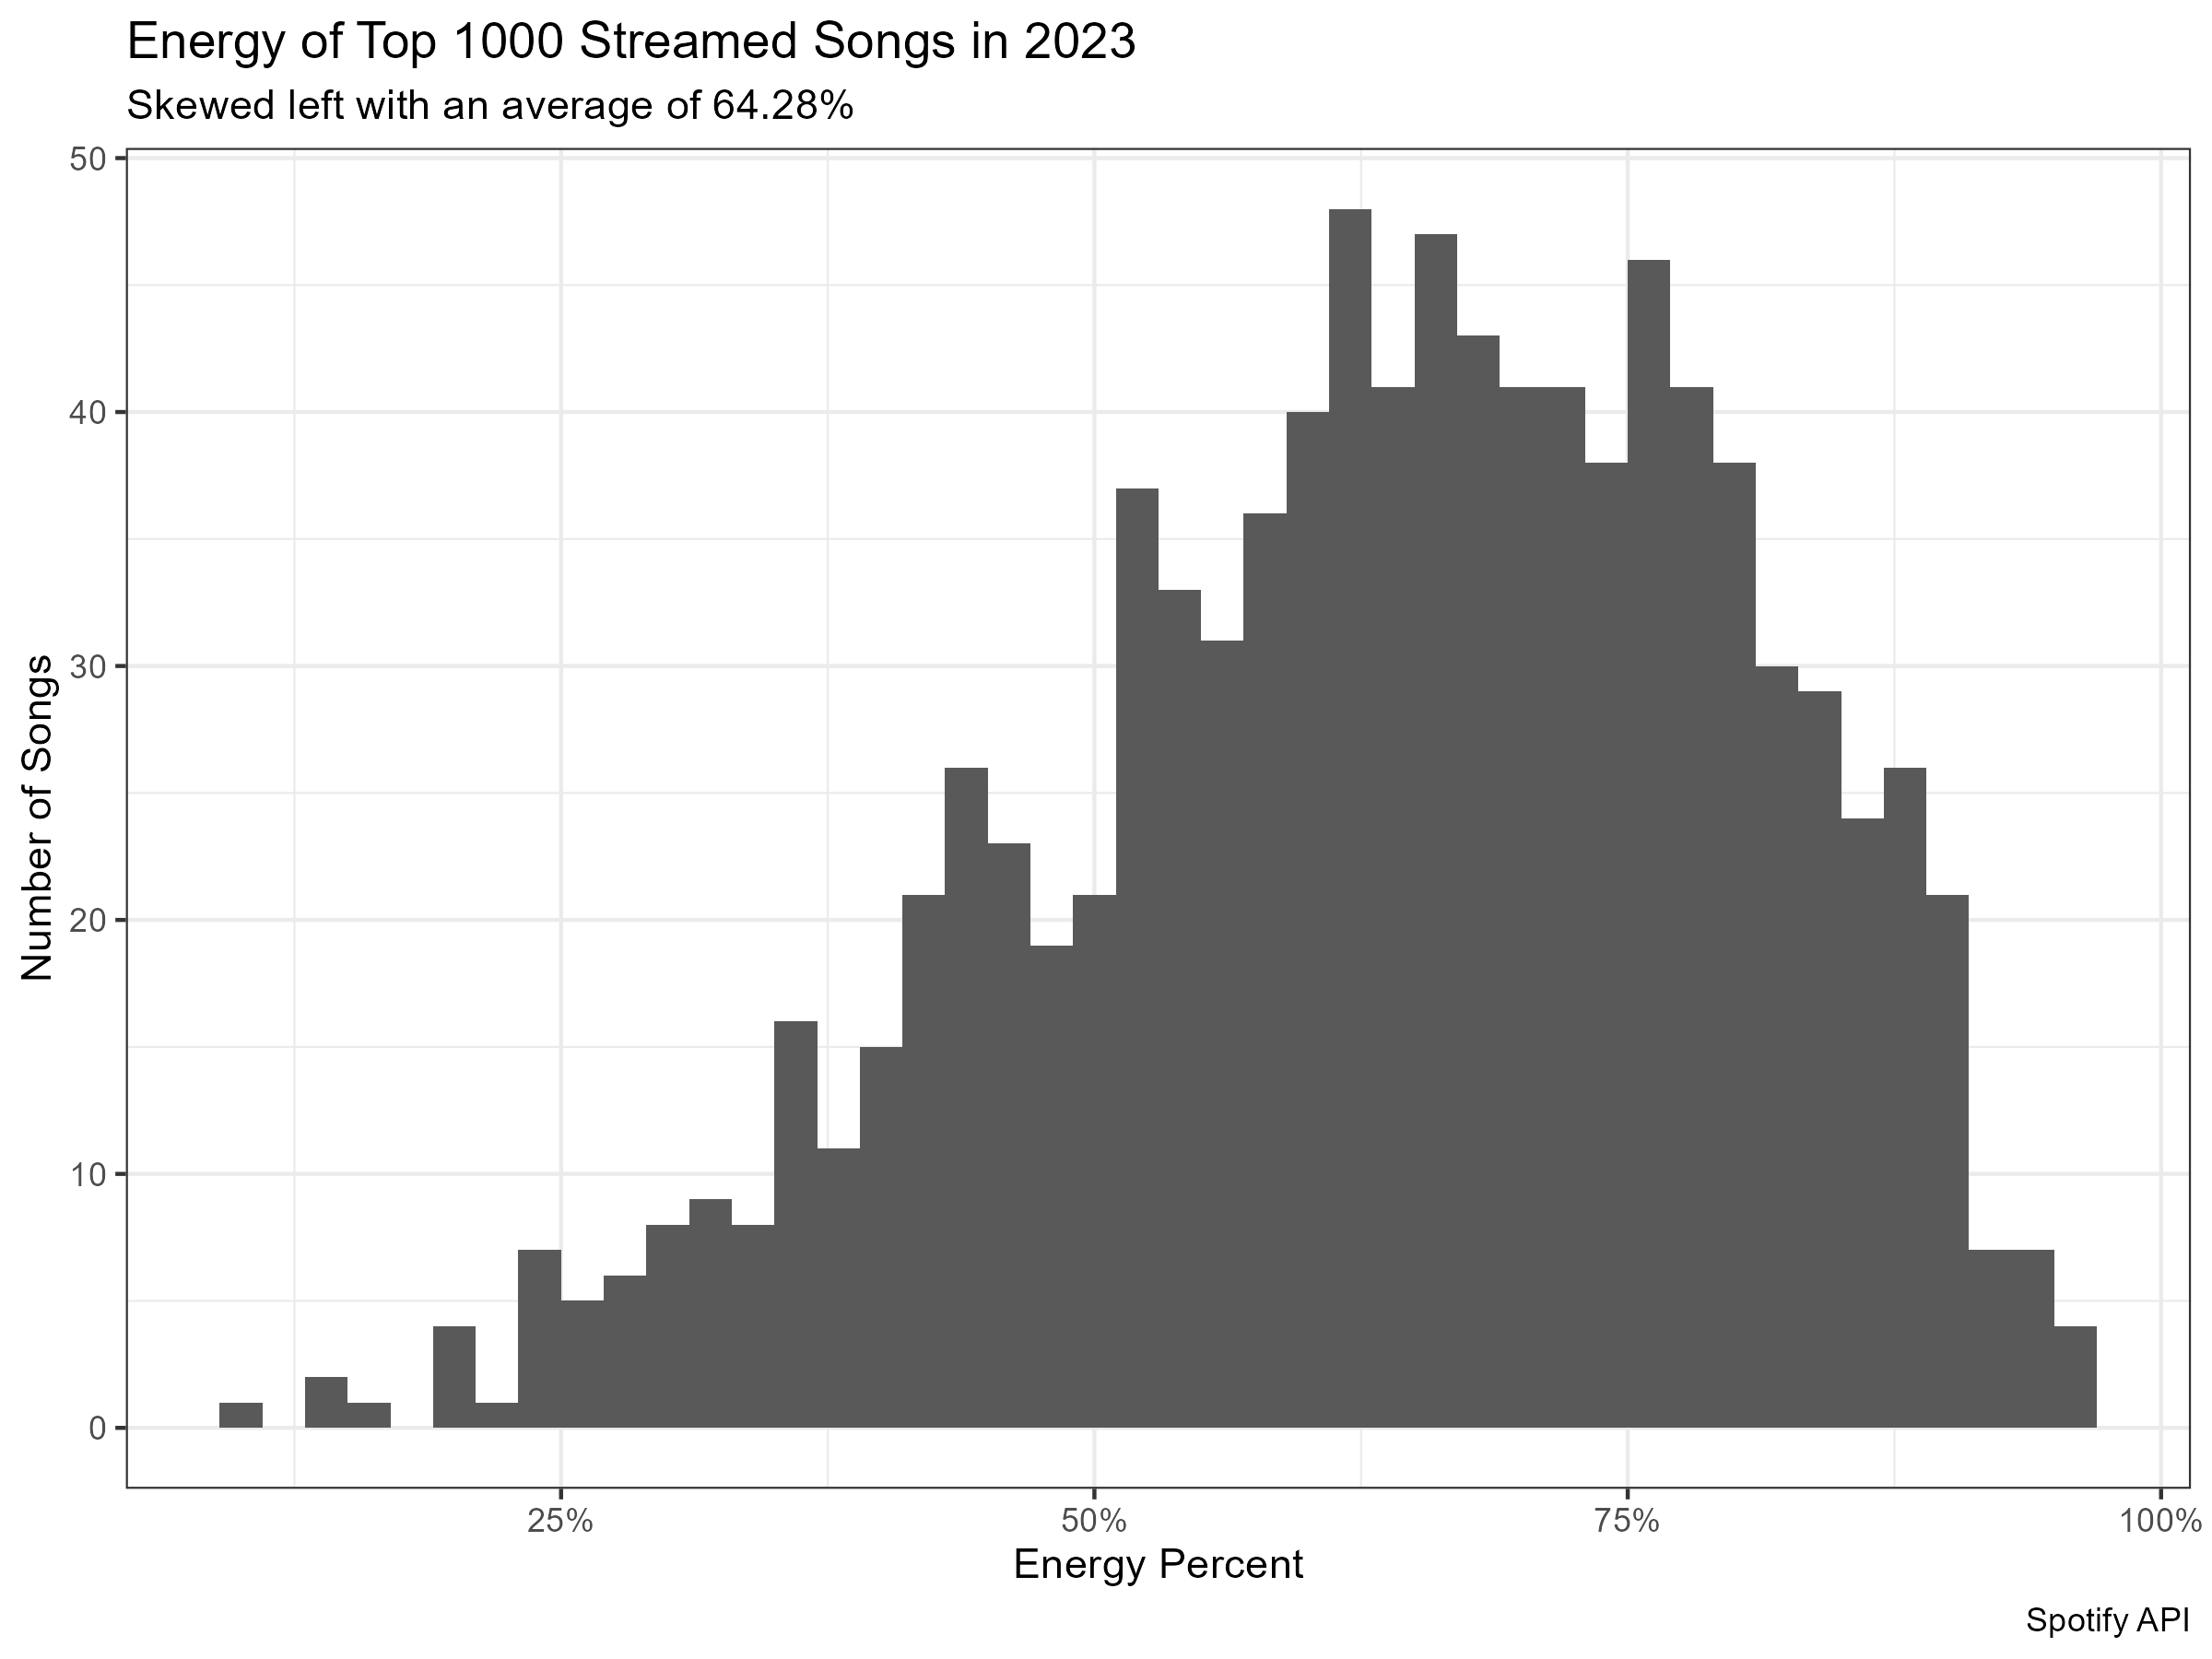 Energy of Top 1000 Streamed Songs in 2023
Skewed left with an average of 64.28%
50
40
30
20
10
0
Number of Songs
25%
50%
75%
100%
Energy Percent
Spotify API